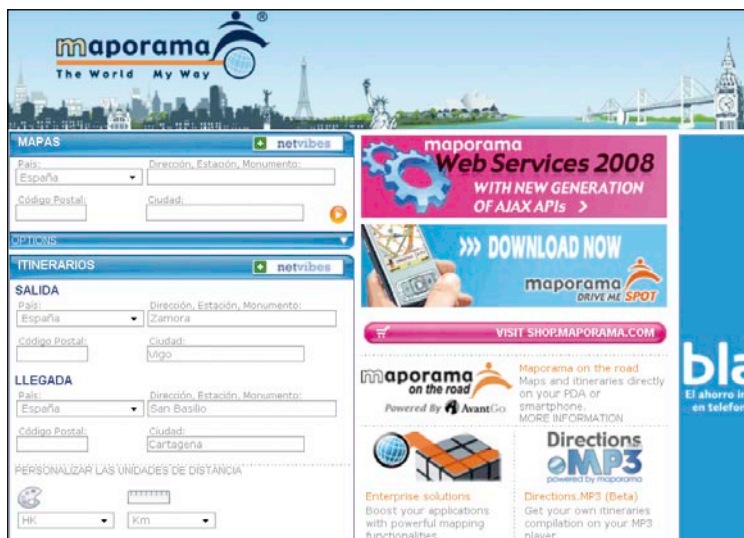 maporama
®
The World My Way
MAPAS
netvibes
País:
Dirección, Estación, Monumento:
España
Código Postal:
Ciudad:
OPTIONS
ITINERARIOS
netvibes
SALIDA
País:
Dirección, Estación, Monumento:
España
Zamora
Código Postal:
Ciudad:
Vigo
LLEGADA
País:
Dirección, Estación, Monumento:
España
San Basilio
Código Postal:
Ciudad:
Cartagena
PERSONALIZAR LAS UNIDADES DE DISTANCIA
HK
Km
maporama
Web Services 2008
WITH NEW GENERATION
OF AJAX APIs >
>>> DOWNLOAD NOW
maporama
DRIVE ME SPOT
VISIT SHOP.MAPORAMA.COM
maporama
on the road
Powered By AvantGo
Maporama on the road
Maps and itineraries directly
on your PDA or
smartphone.
MORE INFORMATION
Enterprise solutions
Boost your applications
with powerful mapping
functionalities
Directions
MP3
powered by maporama
Directions.MP3 (Beta)
Get your own itineraries
compilation on your MP3
player
bla
El ahorro in
en telefon